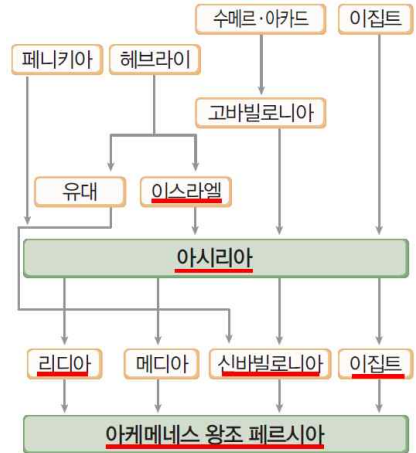 수메르·아카드
이집트
페니키아
헤브라이
고바빌로니아
유대
이스라엘
아시리아
리디아
메디아
신바빌로니아
이집트
아케메네스 왕조 페르시아